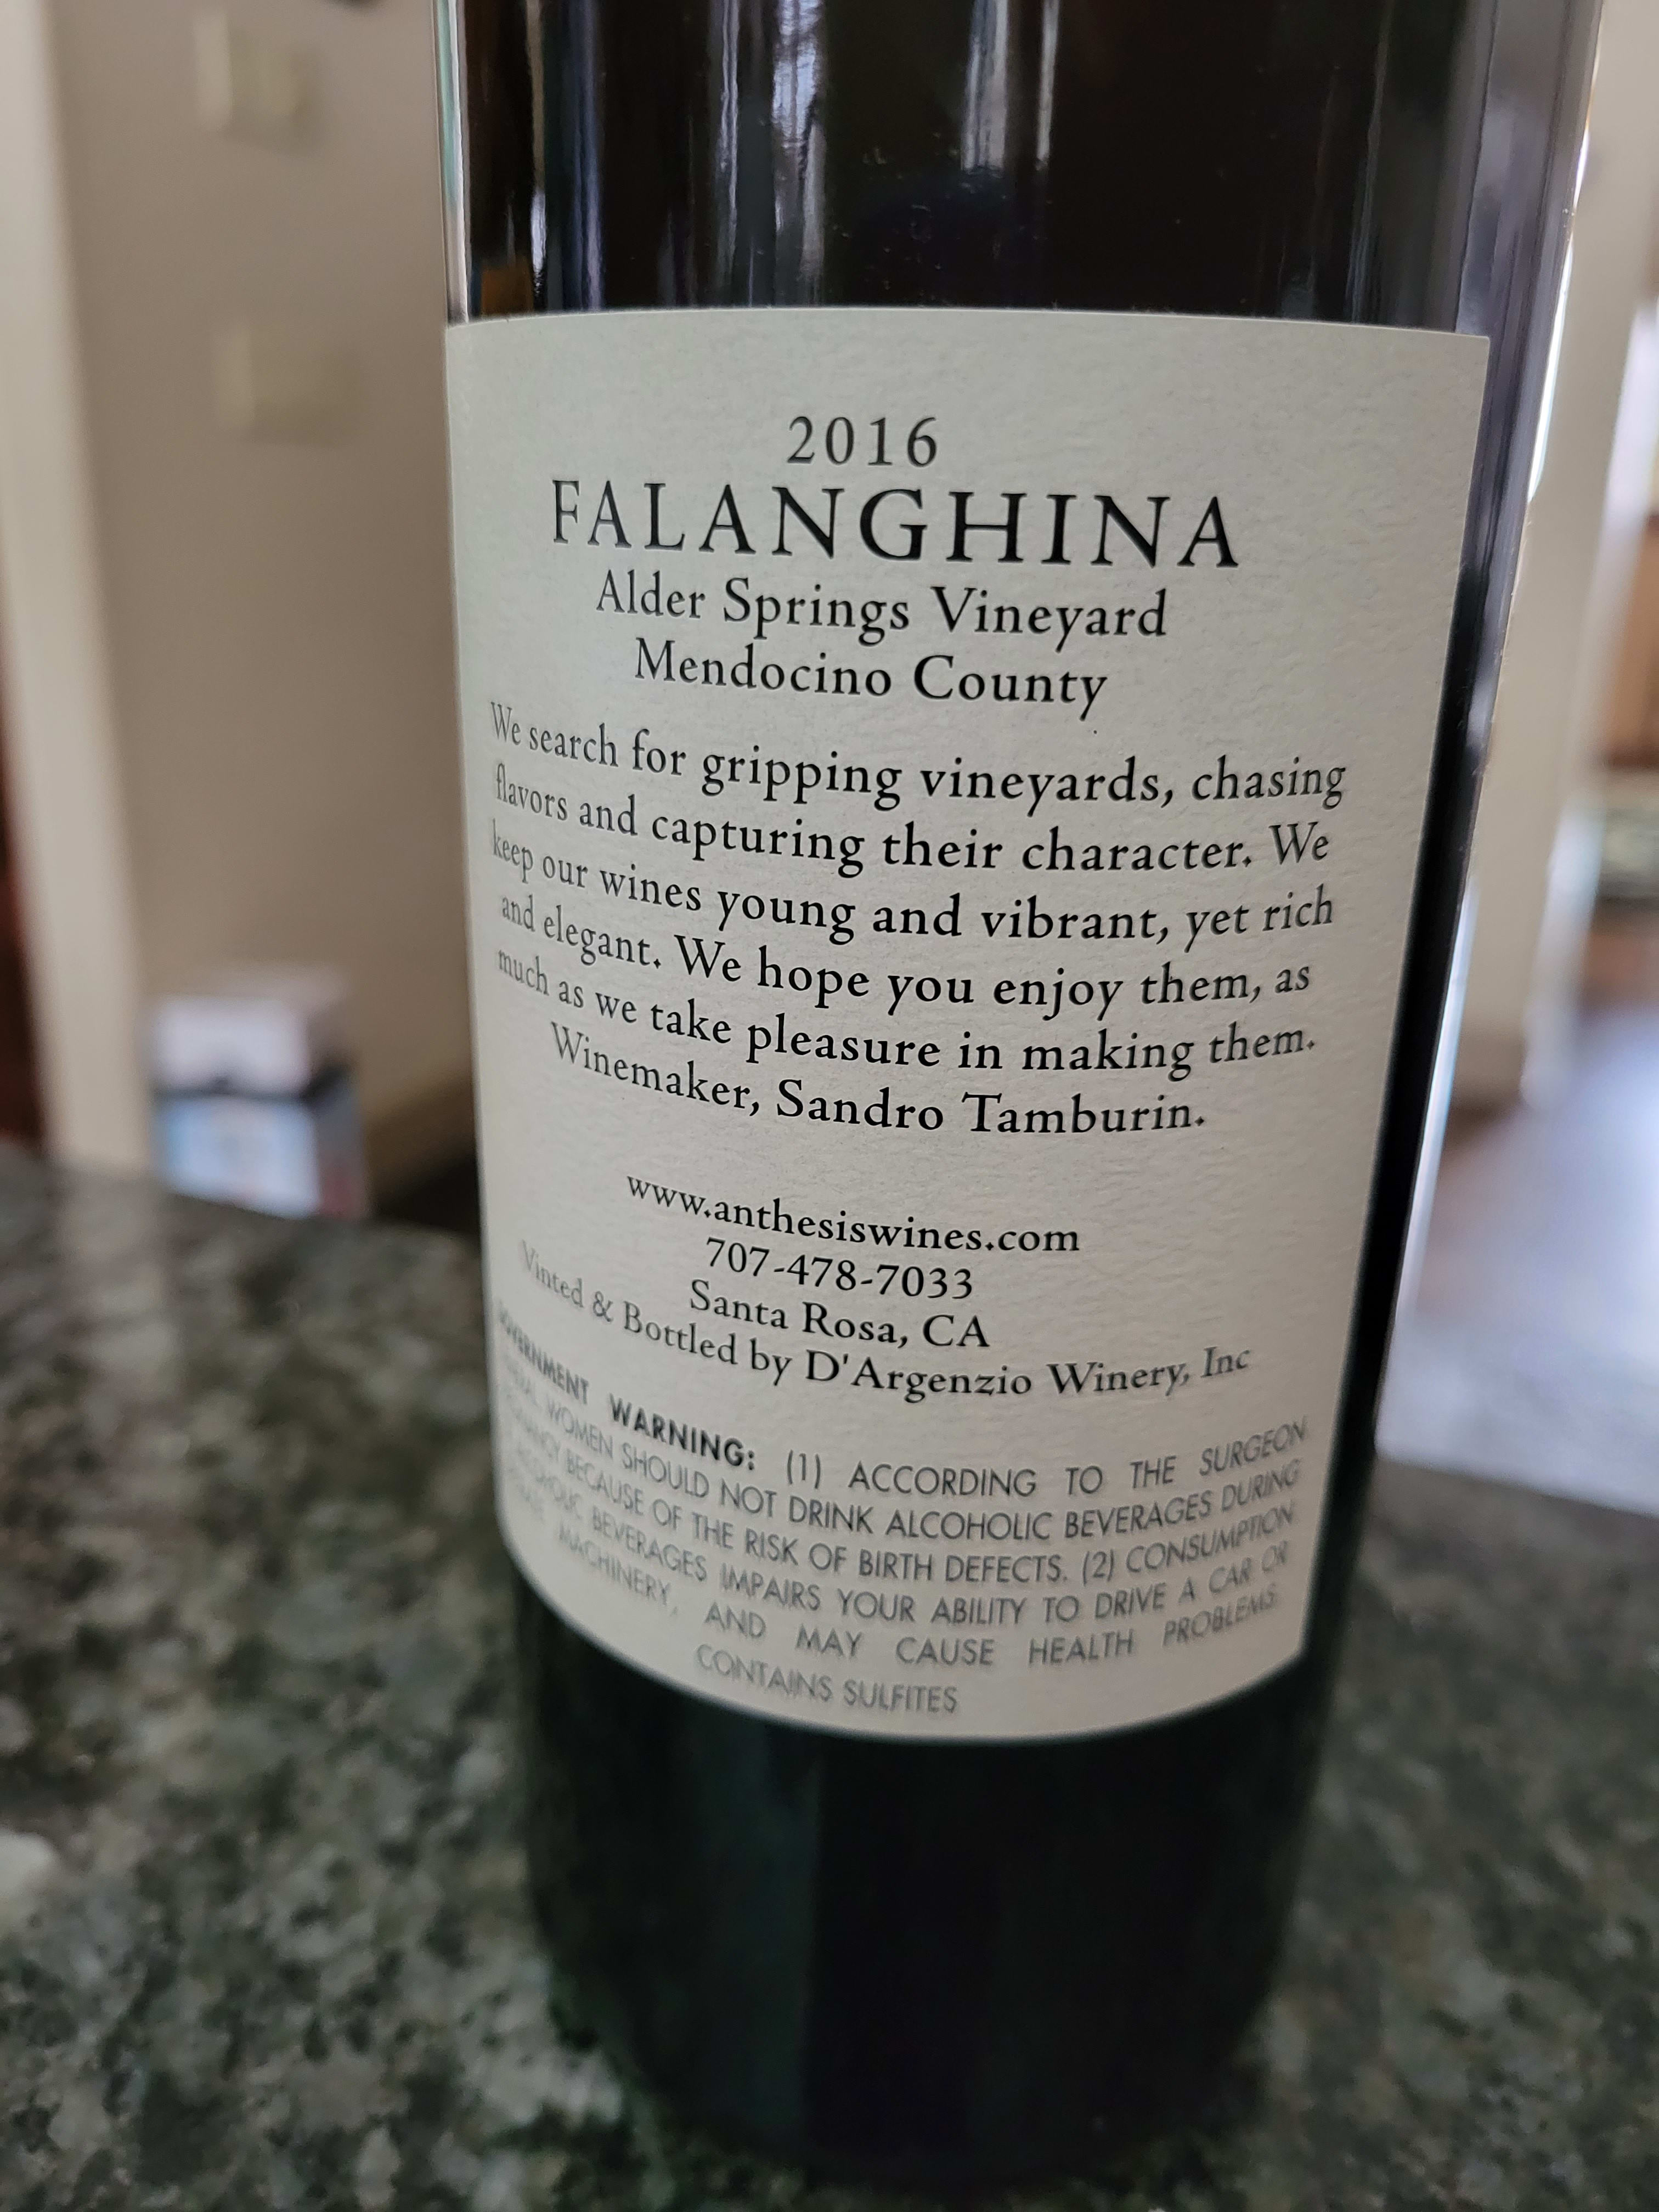 2016
FALANGHINA
Alder Springs Vineyard
Mendocino County
We search for gripping vineyards, chasing
flavors and capturing their character. We
keep our wines young and vibrant, yet rich
and elegant. We hope you enjoy them, as
much as we take pleasure in making them.
Winemaker, Sandro Tamburin.
www.anthesiswines.com
707-478-7033
Santa Rosa, CA
Vinted & Bottled by D'Argenzio Winery, Inc
GOVERNMENT WARNING: (1) ACCORDING TO THE SURGEON
WOMEN SHOULD NOT DRINK ALCOHOLIC BEVERAGES DURING
BECAUSE OF THE RISK OF BIRTH DEFECTS. (2) CONSUMPTION
ALCOHOLIC BEVERAGES IMPAIRS YOUR ABILITY TO DRIVE A CAR OR
MACHINERY, AND MAY CAUSE HEALTH PROBLEMS
CONTAINS SULFITES